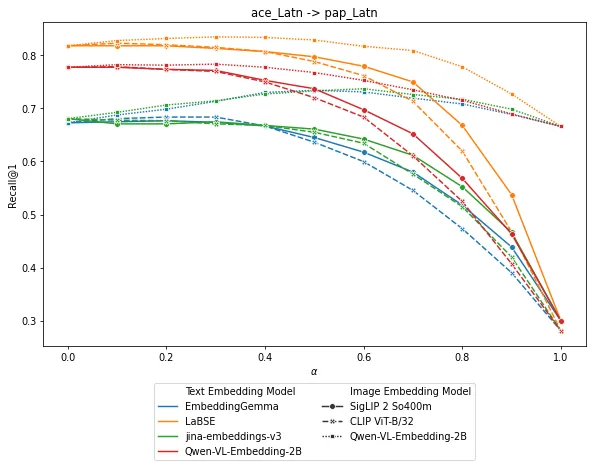 ace_Latn -> pap_Latn
0.8
0.7
0.6
0.5
0.4
0.3
Recall@1
0.0 0.2 0.4 0.6 0.8 1.0
α
Text Embedding Model
EmbeddingGemma
LaBSE
jina-embeddings-v3
Qwen-VL-Embedding-2B
Image Embedding Model
SigLIP 2 So400m
CLIP ViT-B/32
Qwen-VL-Embedding-2B